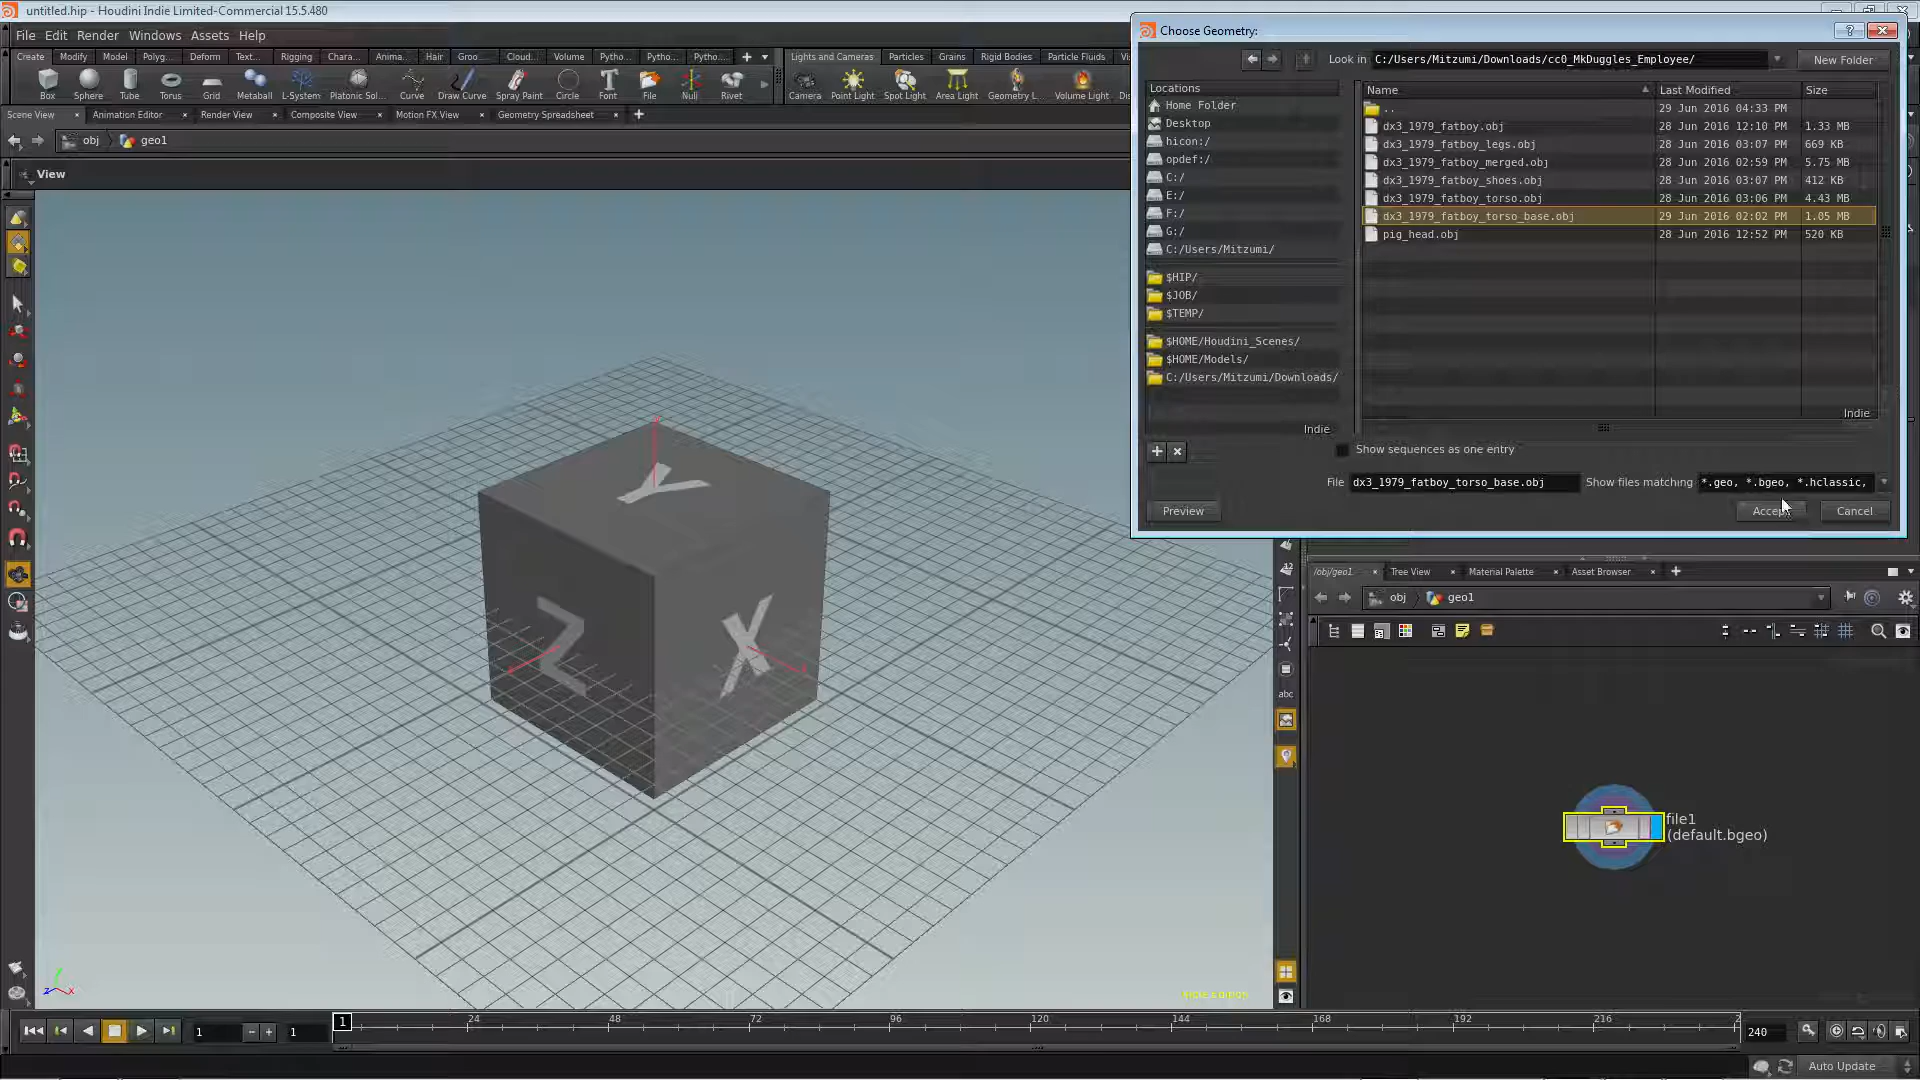 untitled.hip - Houdini Indie Limited-Commercial 15.5.480
File Edit Render Windows Assets Help
Create Modify Model Polyg... Deform Text... Rigging Chara... Anima... Hair Groo... Cloud... Volume Pytho... Pytho... Pytho...
Lights and Cameras Particles Grains Rigid Bodies Particle Fluids
Box Sphere Tube Torus Grid Metaball L-System Platonic Sol... Curve Draw Curve Spray Paint Circle Font File Null Rivet
Camera Point Light Spot Light Area Light Geometry L... Volume Light Dis
Scene View Animation Editor Render View Composite View Motion FX View Geometry Spreadsheet
obj geo1
View
Y
Z
X
z x
Choose Geometry:
Look in C:/Users/Mitzumi/Downloads/cc0_MkDuggles_Employee/ New Folder
Locations
Home Folder
Desktop
hicon:/
opdef:/
C:/
E:/
F:/
G:/
C:/Users/Mitzumi/
$HIP/
$JOB/
$TEMP/
$HOME/Houdini_Scenes/
$HOME/Models/
C:/Users/Mitzumi/Downloads/
Indie
Name Last Modified Size
.. 29 Jun 2016 04:33 PM
dx3_1979_fatboy.obj 28 Jun 2016 12:10 PM 1.33 MB
dx3_1979_fatboy_legs.obj 28 Jun 2016 03:07 PM 669 KB
dx3_1979_fatboy_merged.obj 28 Jun 2016 02:59 PM 5.75 MB
dx3_1979_fatboy_shoes.obj 28 Jun 2016 03:07 PM 412 KB
dx3_1979_fatboy_torso.obj 28 Jun 2016 03:06 PM 4.43 MB
dx3_1979_fatboy_torso_base.obj 29 Jun 2016 02:02 PM 1.05 MB
pig_head.obj 28 Jun 2016 12:52 PM 520 KB
Indie
Show sequences as one entry
File dx3_1979_fatboy_torso_base.obj Show files matching *.geo, *.bgeo, *.hclassic,
Preview Accept Cancel
/obj/geo1 Tree View Material Palette Asset Browser
obj geo1
12
abc
file1
(default.bgeo)
1 1 1 24 48 72 96 120 144 168 192 216 2 240
Auto Update